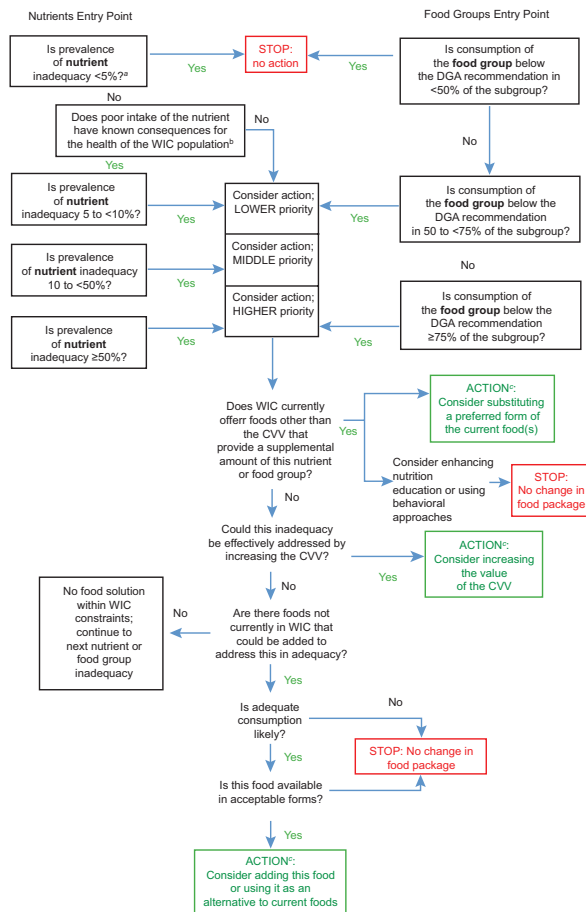 Nutrients Entry Point
Food Groups Entry Point
Is prevalence
of nutrient
inadequacy <5%?a
Yes
STOP:
no action
Yes
Is consumption of
the food group below
the DGA recommendation in
<50% of the subgroup?
No
Does poor intake of the nutrient
have known consequences for
the health of the WIC populationb
No
No
Yes
Is prevalence of
nutrient
inadequacy 5 to <10%?
Yes
Consider action;
LOWER priority
Yes
Is consumption of
the food group below the
DGA recommendation
in 50 to <75% of the subgroup?
Is prevalence
of nutrient inadequacy
10 to <50%?
Yes
Consider action;
MIDDLE priority
No
Is prevalence
of nutrient
inadequacy ≥50%?
Yes
Consider action;
HIGHER priority
Yes
Is consumption of
the food group below the
DGA recommendation
≥75% of the subgroup?
Does WIC currently
offerr foods other than
the CVV that
provide a supplemental
amount of this nutrient
or food group?
Yes
ACTIONc:
Consider substituting
a preferred form of
the current food(s)
Consider enhancing
nutrition
education or using
behavioral
approaches
STOP:
No change in
food package
No
Could this inadequacy
be effectively addressed by
increasing the CVV?
Yes
ACTIONc:
Consider increasing
the value
of the CVV
No
Are there foods not
currently in WIC that
could be added to
address this in adequacy?
No
No food solution
within WIC
constraints;
continue to
next nutrient or
food group
inadequacy
Yes
Is adequate
consumption
likely?
No
STOP: No change in
food package
Yes
Is this food available
in acceptable forms?
Yes
ACTIONc:
Consider adding this food
or using it as an
alternative to current foods